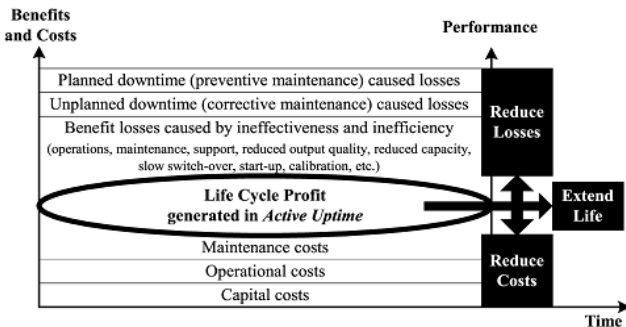 Benefits
and Costs
Performance
Planned downtime (preventive maintenance) caused losses
Unplanned downtime (corrective maintenance) caused losses
Benefit losses caused by ineffectiveness and inefficiency
(operations, maintenance, support, reduced output quality, reduced capacity,
slow switch-over, start-up, calibration, etc.)
Reduce
Losses
Life Cycle Profit
generated in Active Uptime
Extend
Life
Maintenance costs
Operational costs
Capital costs
Reduce
Costs
Time